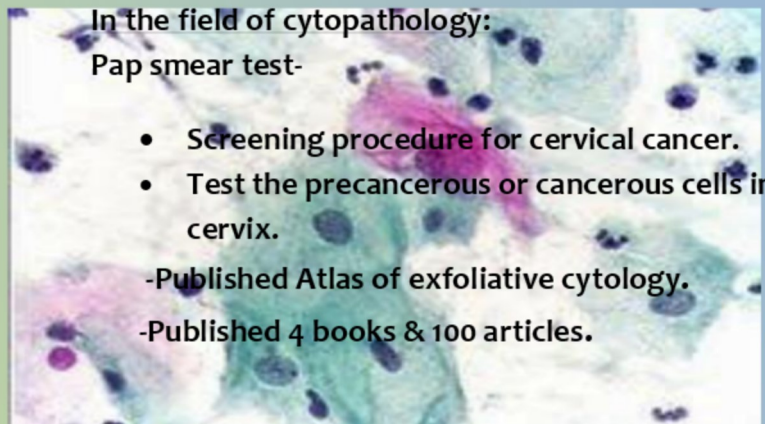 In the field of cytopathology:
Pap smear test-
• Screening procedure for cervical cancer.
• Test the precancerous or cancerous cells in
cervix.
-Published Atlas of exfoliative cytology.
-Published 4 books & 100 articles.